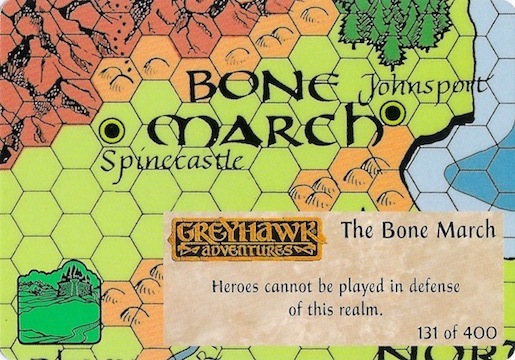 BONE
MARCH
Johnsport
Spinecastle
GREYHAWK
ADVENTURES
The Bone March
Heroes cannot be played in defense
of this realm.
131 of 400